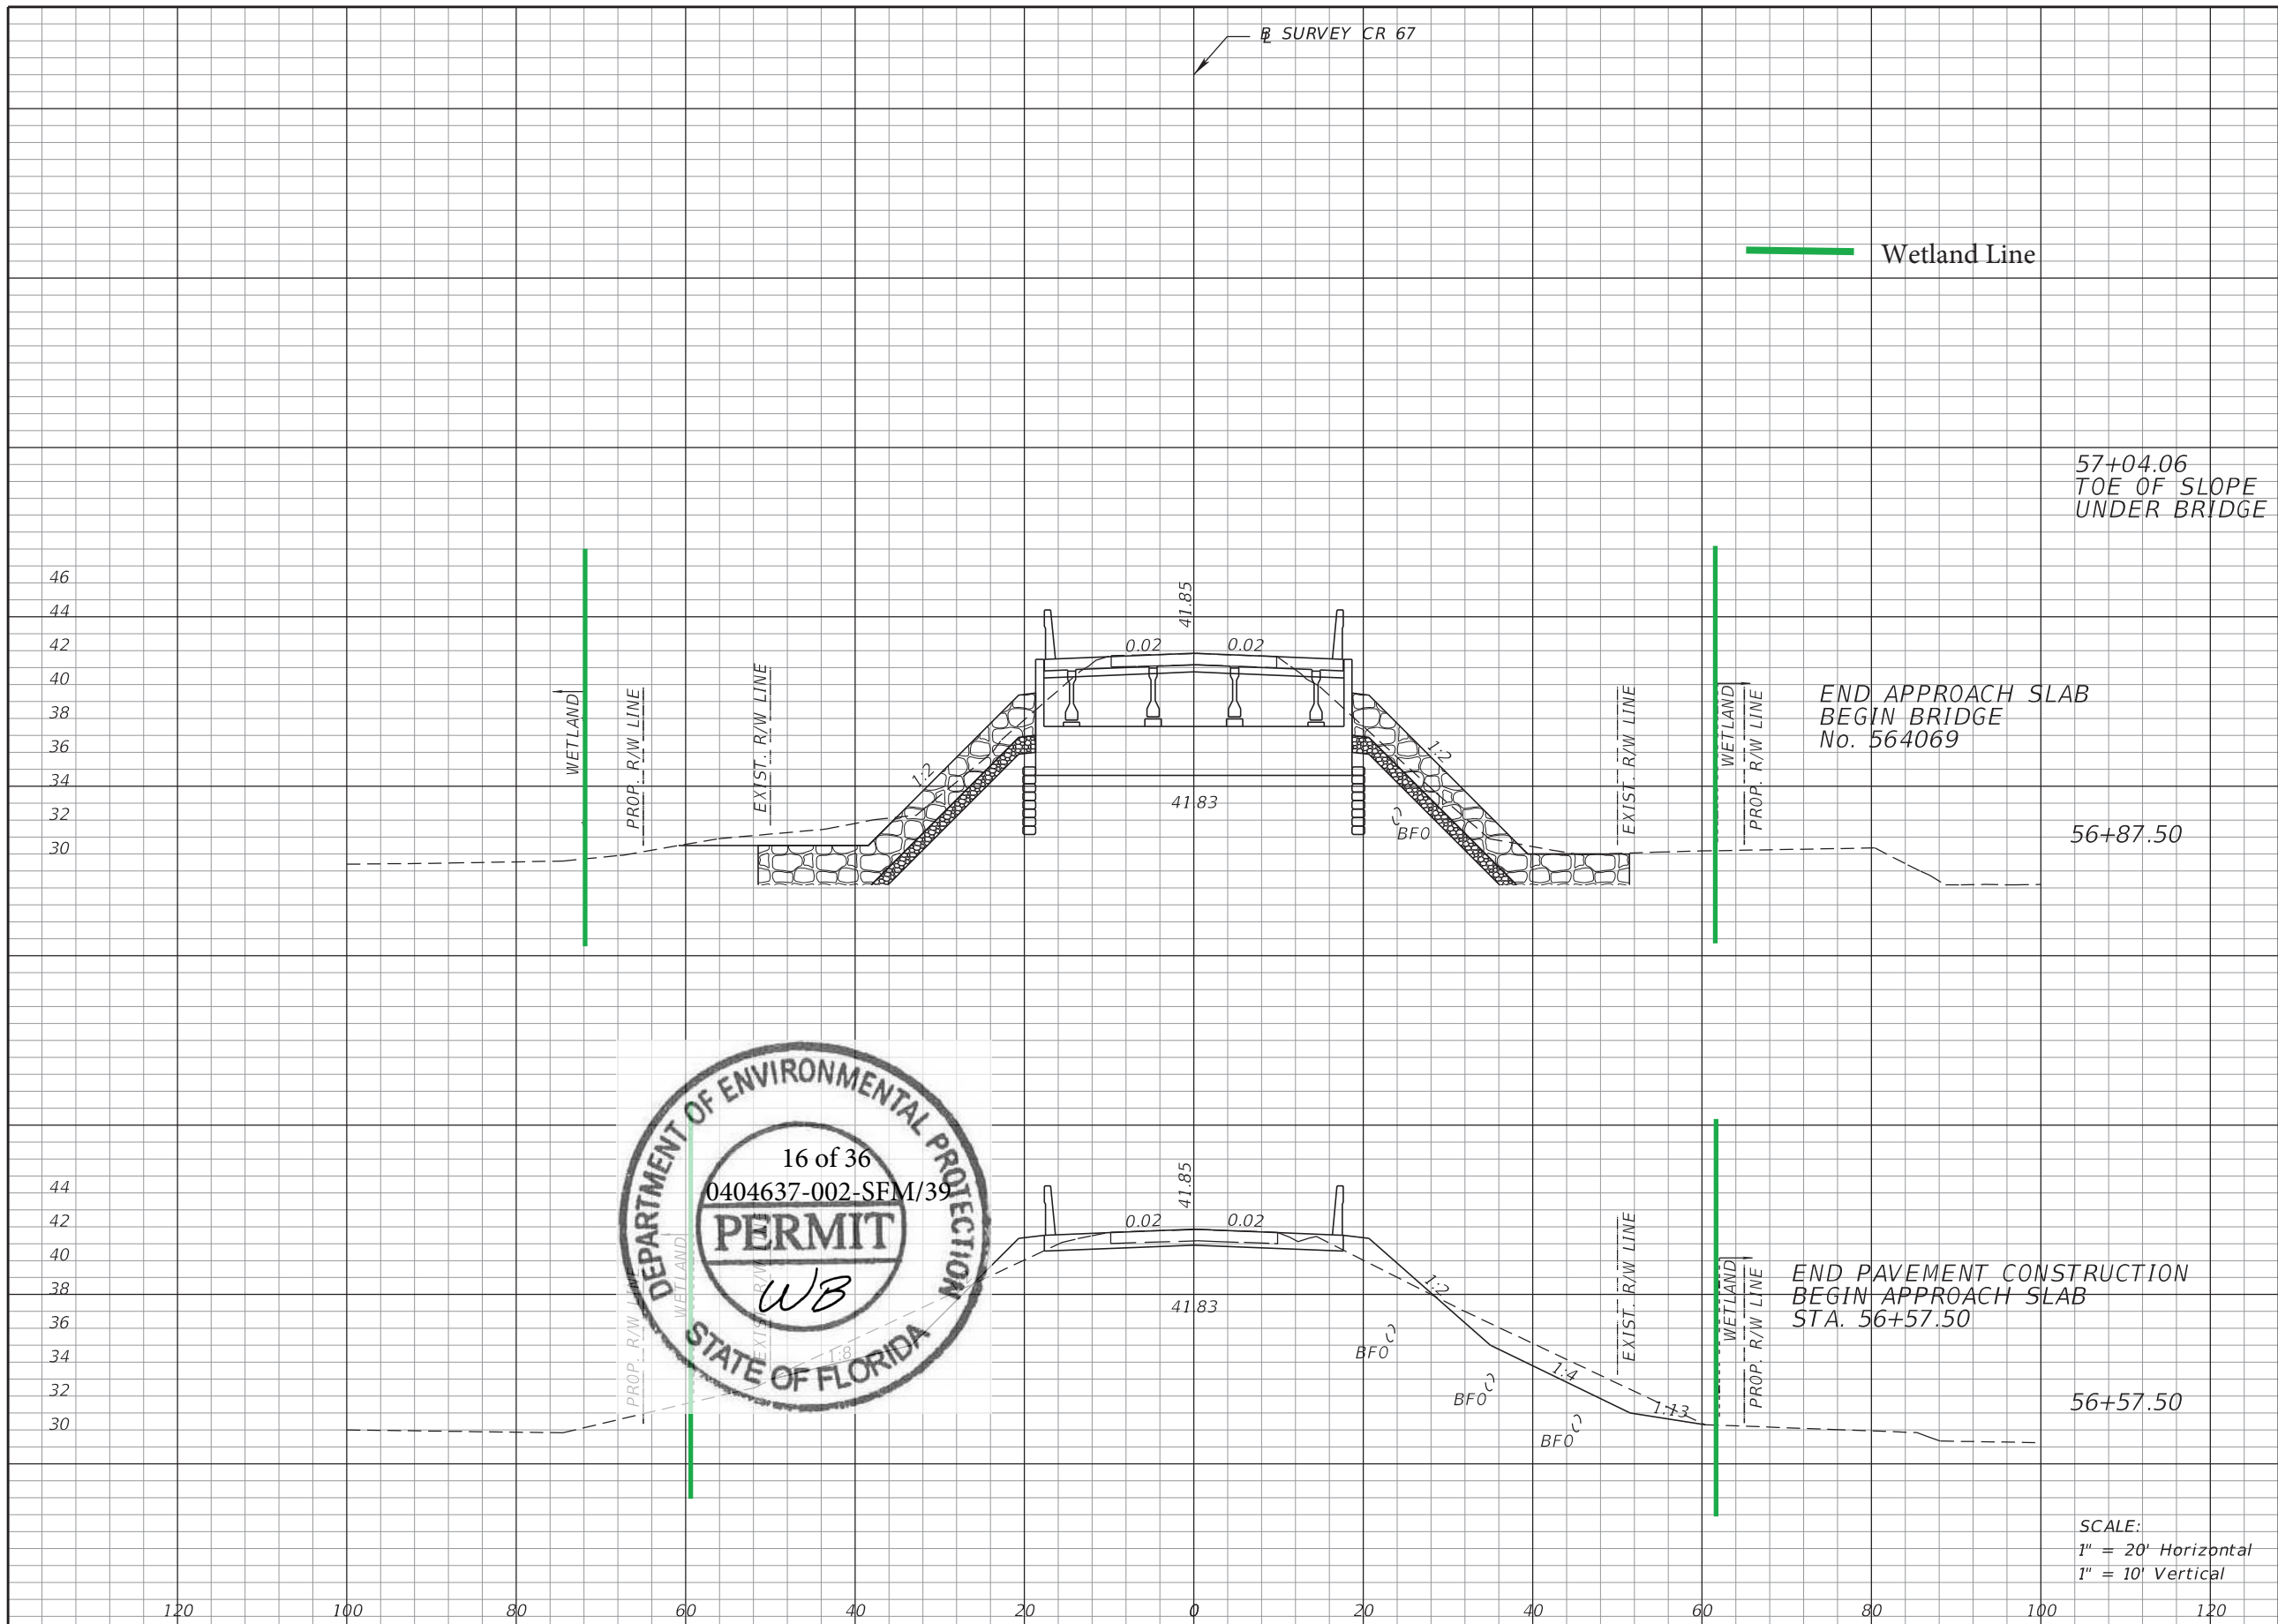 ℄ SURVEY CR 67
Wetland Line
57+04.06
TOE OF SLOPE
UNDER BRIDGE
46
44
42
40
38
36
34
32
30
WETLAND
PROP. R/W LINE
EXIST. R/W LINE
1:2
0.02
41.85
0.02
41.83
1:2
BFO
EXIST. R/W LINE
WETLAND
PROP. R/W LINE
END APPROACH SLAB
BEGIN BRIDGE
No. 564069
56+87.50
44
42
40
38
36
34
32
30
PROP. R/W LINE
WETLAND
EXIST. R/W LINE
1:8
DEPARTMENT OF ENVIRONMENTAL PROTECTION
16 of 36
0404637-002-SFM/39
PERMIT
WB
STATE OF FLORIDA
0.02
41.85
0.02
41.83
1:2
BFO
BFO
BFO
1:4
1:13
EXIST. R/W LINE
WETLAND
PROP. R/W LINE
END PAVEMENT CONSTRUCTION
BEGIN APPROACH SLAB
STA. 56+57.50
56+57.50
SCALE:
1" = 20' Horizontal
1" = 10' Vertical
120 100 80 60 40 20 0 20 40 60 80 100 120